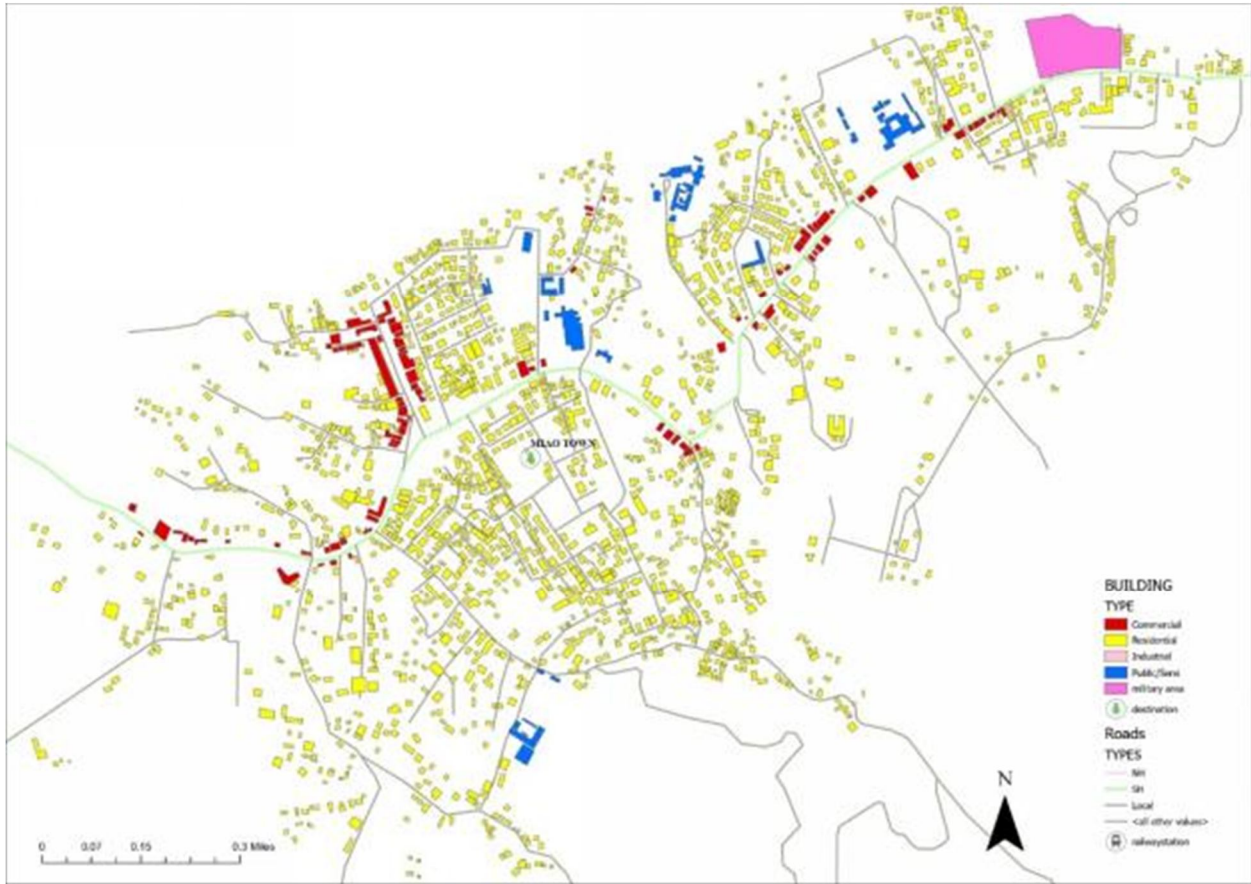 MIAO TOWN
BUILDING
TYPE
Commercial
Residential
Industrial
Public/Semi
military area
destination
Roads
TYPES
NH
SH
Local
<all other values>
railwaystation
N
0 0.07 0.15 0.3 Miles